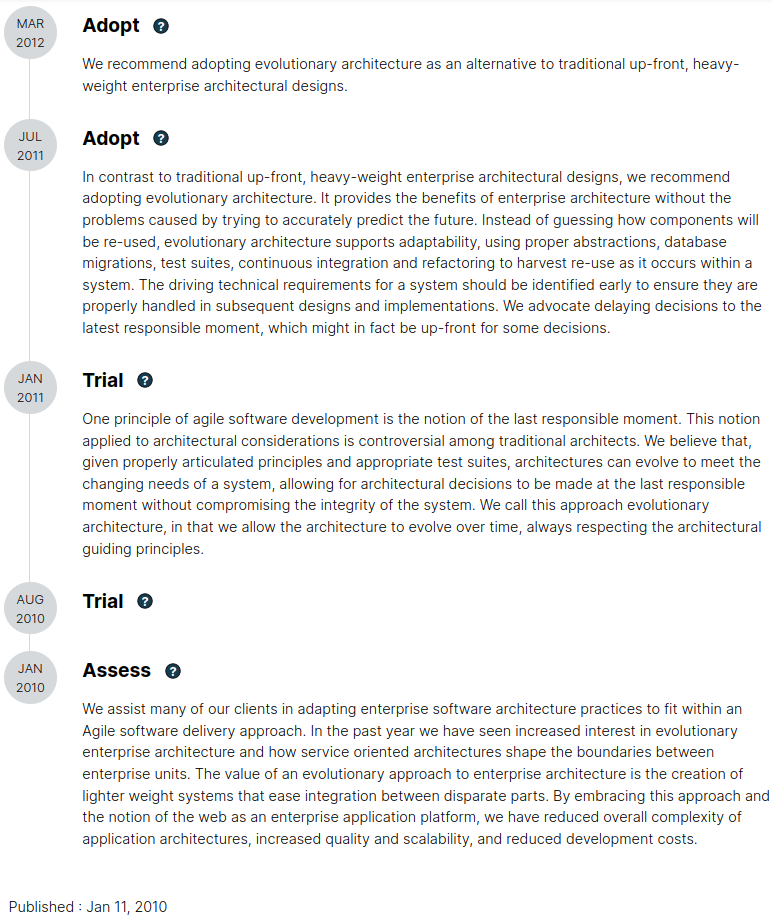 MAR
2012
Adopt ?
We recommend adopting evolutionary architecture as an alternative to traditional up-front, heavy-
weight enterprise architectural designs.
JUL
2011
Adopt ?
In contrast to traditional up-front, heavy-weight enterprise architectural designs, we recommend
adopting evolutionary architecture. It provides the benefits of enterprise architecture without the
problems caused by trying to accurately predict the future. Instead of guessing how components will
be re-used, evolutionary architecture supports adaptability, using proper abstractions, database
migrations, test suites, continuous integration and refactoring to harvest re-use as it occurs within a
system. The driving technical requirements for a system should be identified early to ensure they are
properly handled in subsequent designs and implementations. We advocate delaying decisions to the
latest responsible moment, which might in fact be up-front for some decisions.
JAN
2011
Trial ?
One principle of agile software development is the notion of the last responsible moment. This notion
applied to architectural considerations is controversial among traditional architects. We believe that,
given properly articulated principles and appropriate test suites, architectures can evolve to meet the
changing needs of a system, allowing for architectural decisions to be made at the last responsible
moment without compromising the integrity of the system. We call this approach evolutionary
architecture, in that we allow the architecture to evolve over time, always respecting the architectural
guiding principles.
AUG
2010
Trial ?
JAN
2010
Assess ?
We assist many of our clients in adapting enterprise software architecture practices to fit within an
Agile software delivery approach. In the past year we have seen increased interest in evolutionary
enterprise architecture and how service oriented architectures shape the boundaries between
enterprise units. The value of an evolutionary approach to enterprise architecture is the creation of
lighter weight systems that ease integration between disparate parts. By embracing this approach and
the notion of the web as an enterprise application platform, we have reduced overall complexity of
application architectures, increased quality and scalability, and reduced development costs.
Published : Jan 11, 2010